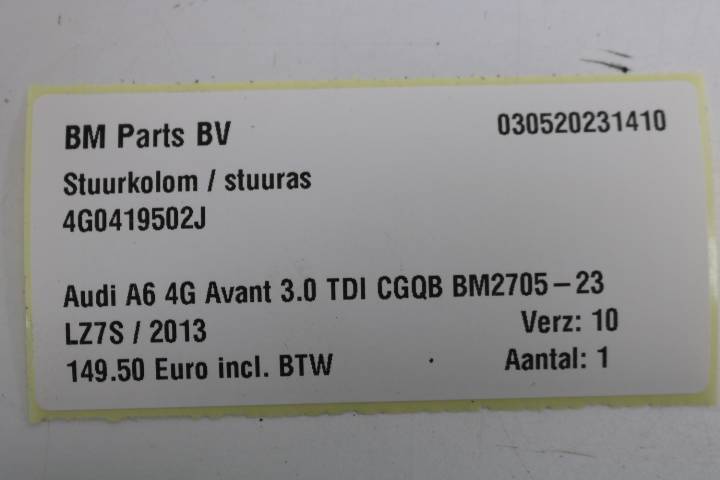 BM Parts BV 030520231410
Stuurkolom / stuuras
4G0419502J
Audi A6 4G Avant 3.0 TDI CGQB BM2705-23
LZ7S / 2013 Verz: 10
149.50 Euro incl. BTW Aantal: 1